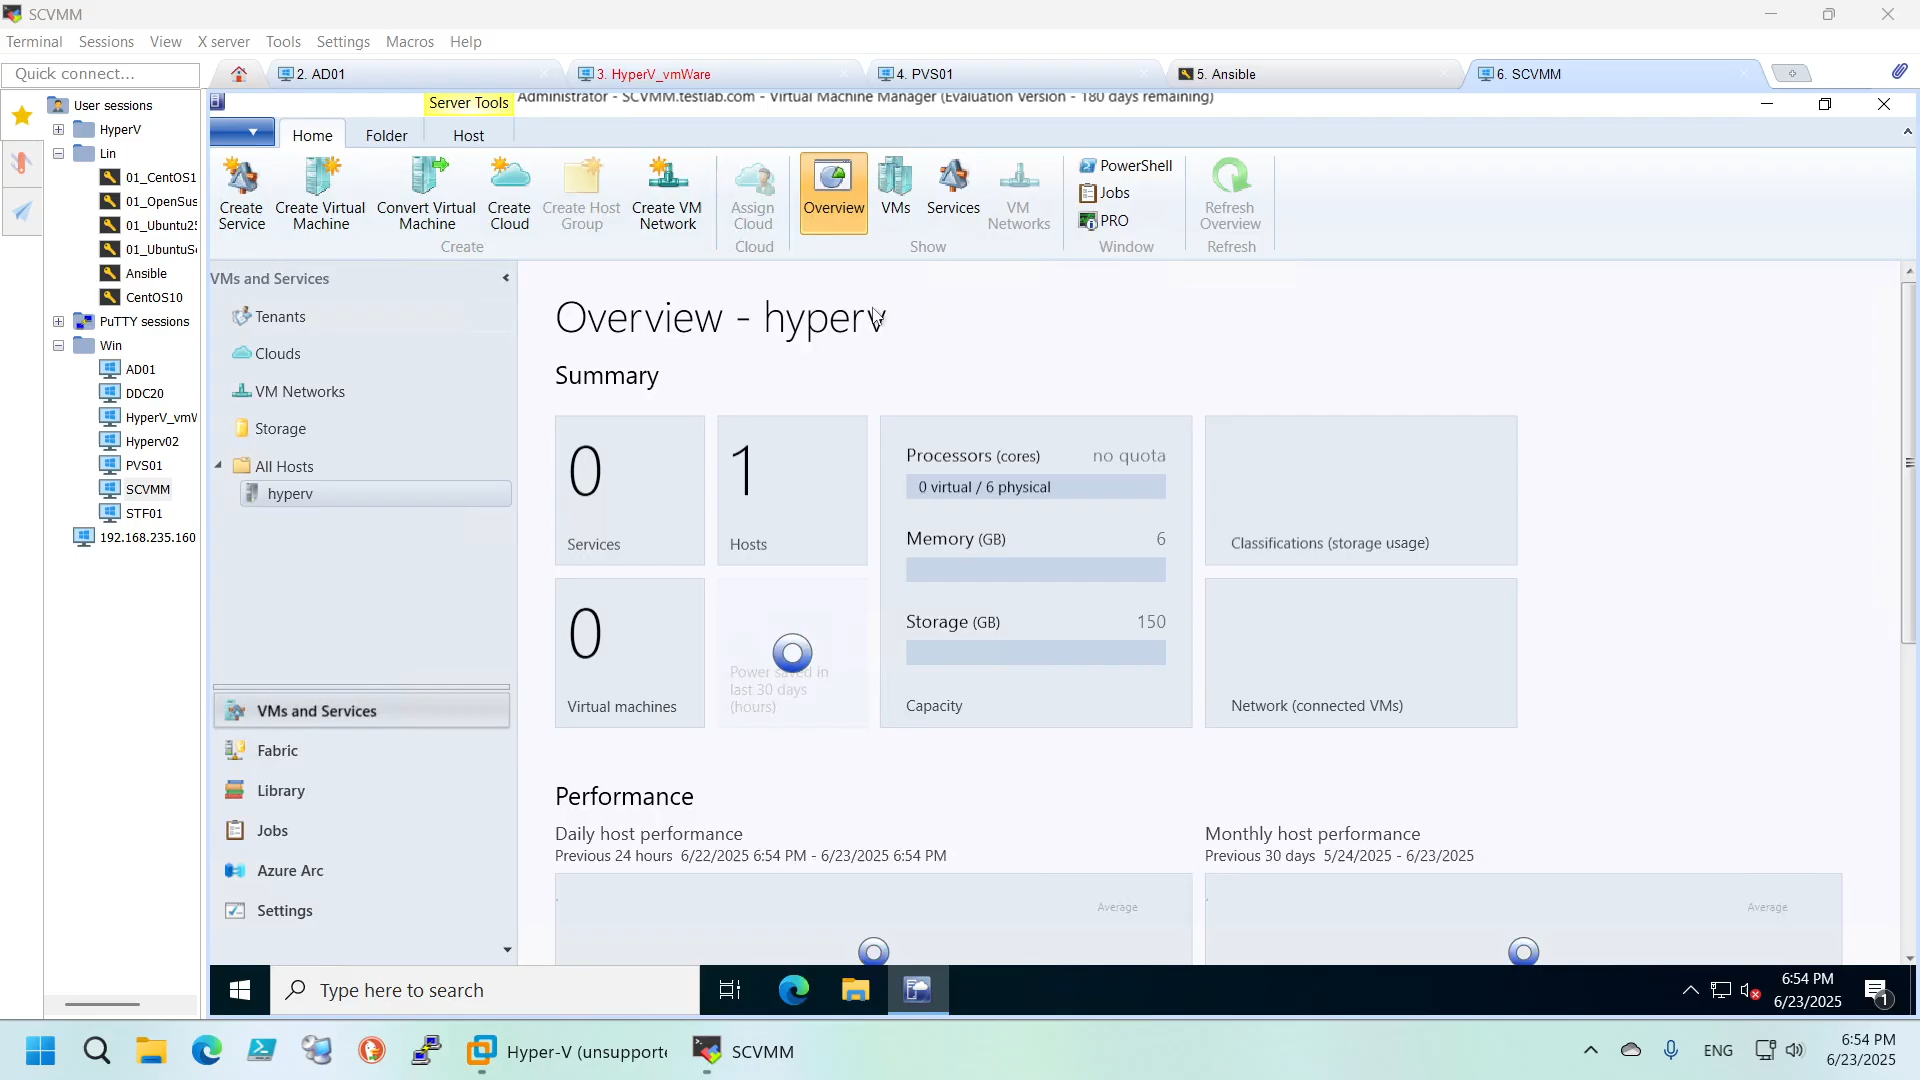 SCVMM
Terminal Sessions View X server Tools Settings Macros Help
Quick connect...
2. AD01
3. HyperV_vmWare
4. PVS01
5. Ansible
6. SCVMM
User sessions
HyperV
Lin
01_CentOS1
01_OpenSus
01_Ubuntu2
01_UbuntuS
Ansible
CentOS10
PuTTY sessions
Win
AD01
DDC20
HyperV_vmW
Hyperv02
PVS01
SCVMM
STF01
192.168.235.160
Server Tools
Administrator - SCVMM.testlab.com - Virtual Machine Manager (Evaluation Version - 180 days remaining)
Home Folder Host
Create Service
Create Virtual Machine
Convert Virtual Machine
Create Cloud
Create Host Group
Create VM Network
Create
Assign Cloud
Cloud
Overview
VMs
Services
VM Networks
Show
PowerShell
Jobs
PRO
Window
Refresh Overview
Refresh
VMs and Services
Tenants
Clouds
VM Networks
Storage
All Hosts
hyperv
VMs and Services
Fabric
Library
Jobs
Azure Arc
Settings
Overview - hyperv
Summary
0
Services
1
Hosts
0
Virtual machines
Power saved in
last 30 days
(hours)
Processors (cores) no quota
0 virtual / 6 physical
Memory (GB) 6
Storage (GB) 150
Capacity
Classifications (storage usage)
Network (connected VMs)
Performance
Daily host performance
Previous 24 hours 6/22/2025 6:54 PM - 6/23/2025 6:54 PM
Average
Monthly host performance
Previous 30 days 5/24/2025 - 6/23/2025
Average
Type here to search
6:54 PM
6/23/2025
1
Hyper-V (unsupporte
SCVMM
ENG
6:54 PM
6/23/2025